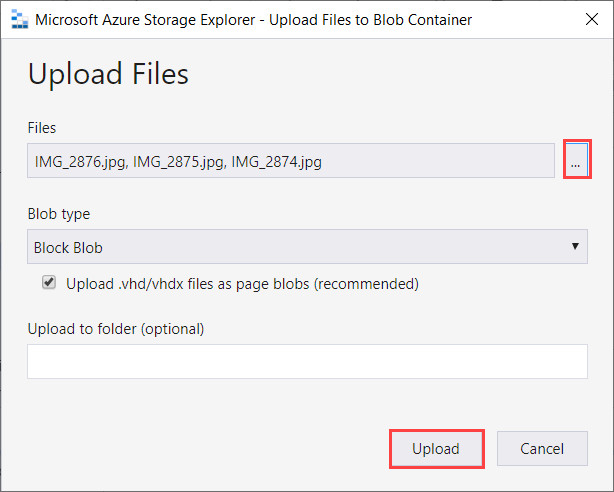 Microsoft Azure Storage Explorer - Upload Files to Blob Container
Upload Files
Files
IMG_2876.jpg, IMG_2875.jpg, IMG_2874.jpg
...
Blob type
Block Blob
Upload .vhd/vhdx files as page blobs (recommended)
Upload to folder (optional)
Upload Cancel